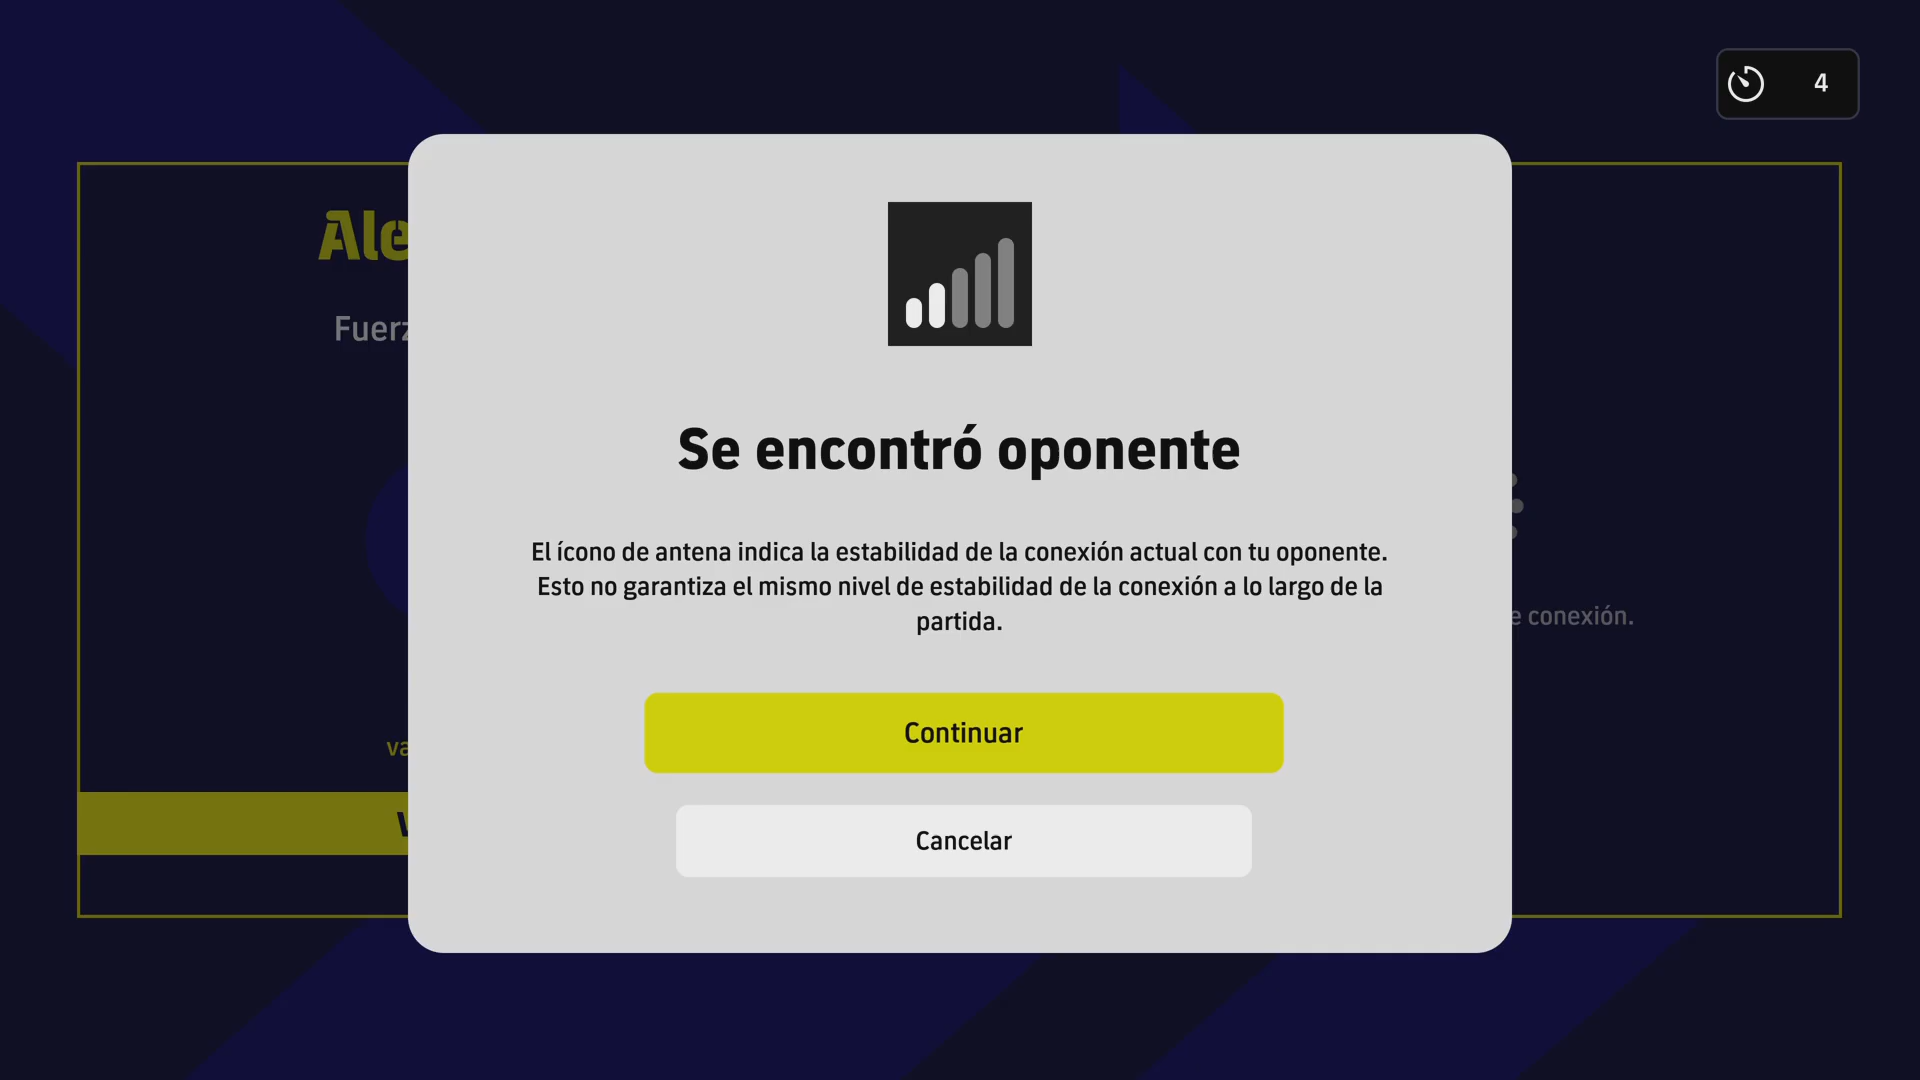 4
Se encontró oponente
El ícono de antena indica la estabilidad de la conexión actual con tu oponente.
Esto no garantiza el mismo nivel de estabilidad de la conexión a lo largo de la
partida.
conexión.
Continuar
Cancelar